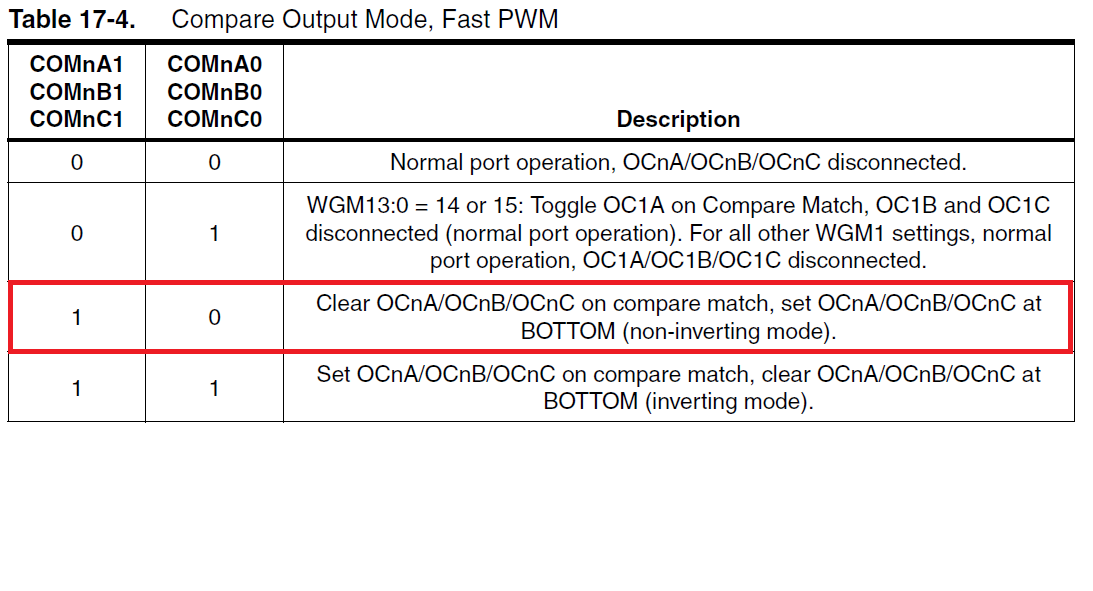 Table 17-4. Compare Output Mode, Fast PWM
COMnA1 COMnA0
COMnB1 COMnB0
COMnC1 COMnC0 Description
0 0 Normal port operation, OCnA/OCnB/OCnC disconnected.
WGM13:0 = 14 or 15: Toggle OC1A on Compare Match, OC1B and OC1C
0 1 disconnected (normal port operation). For all other WGM1 settings, normal
port operation, OC1A/OC1B/OC1C disconnected.
1 0 Clear OCnA/OCnB/OCnC on compare match, set OCnA/OCnB/OCnC at
BOTTOM (non-inverting mode).
1 1 Set OCnA/OCnB/OCnC on compare match, clear OCnA/OCnB/OCnC at
BOTTOM (inverting mode).